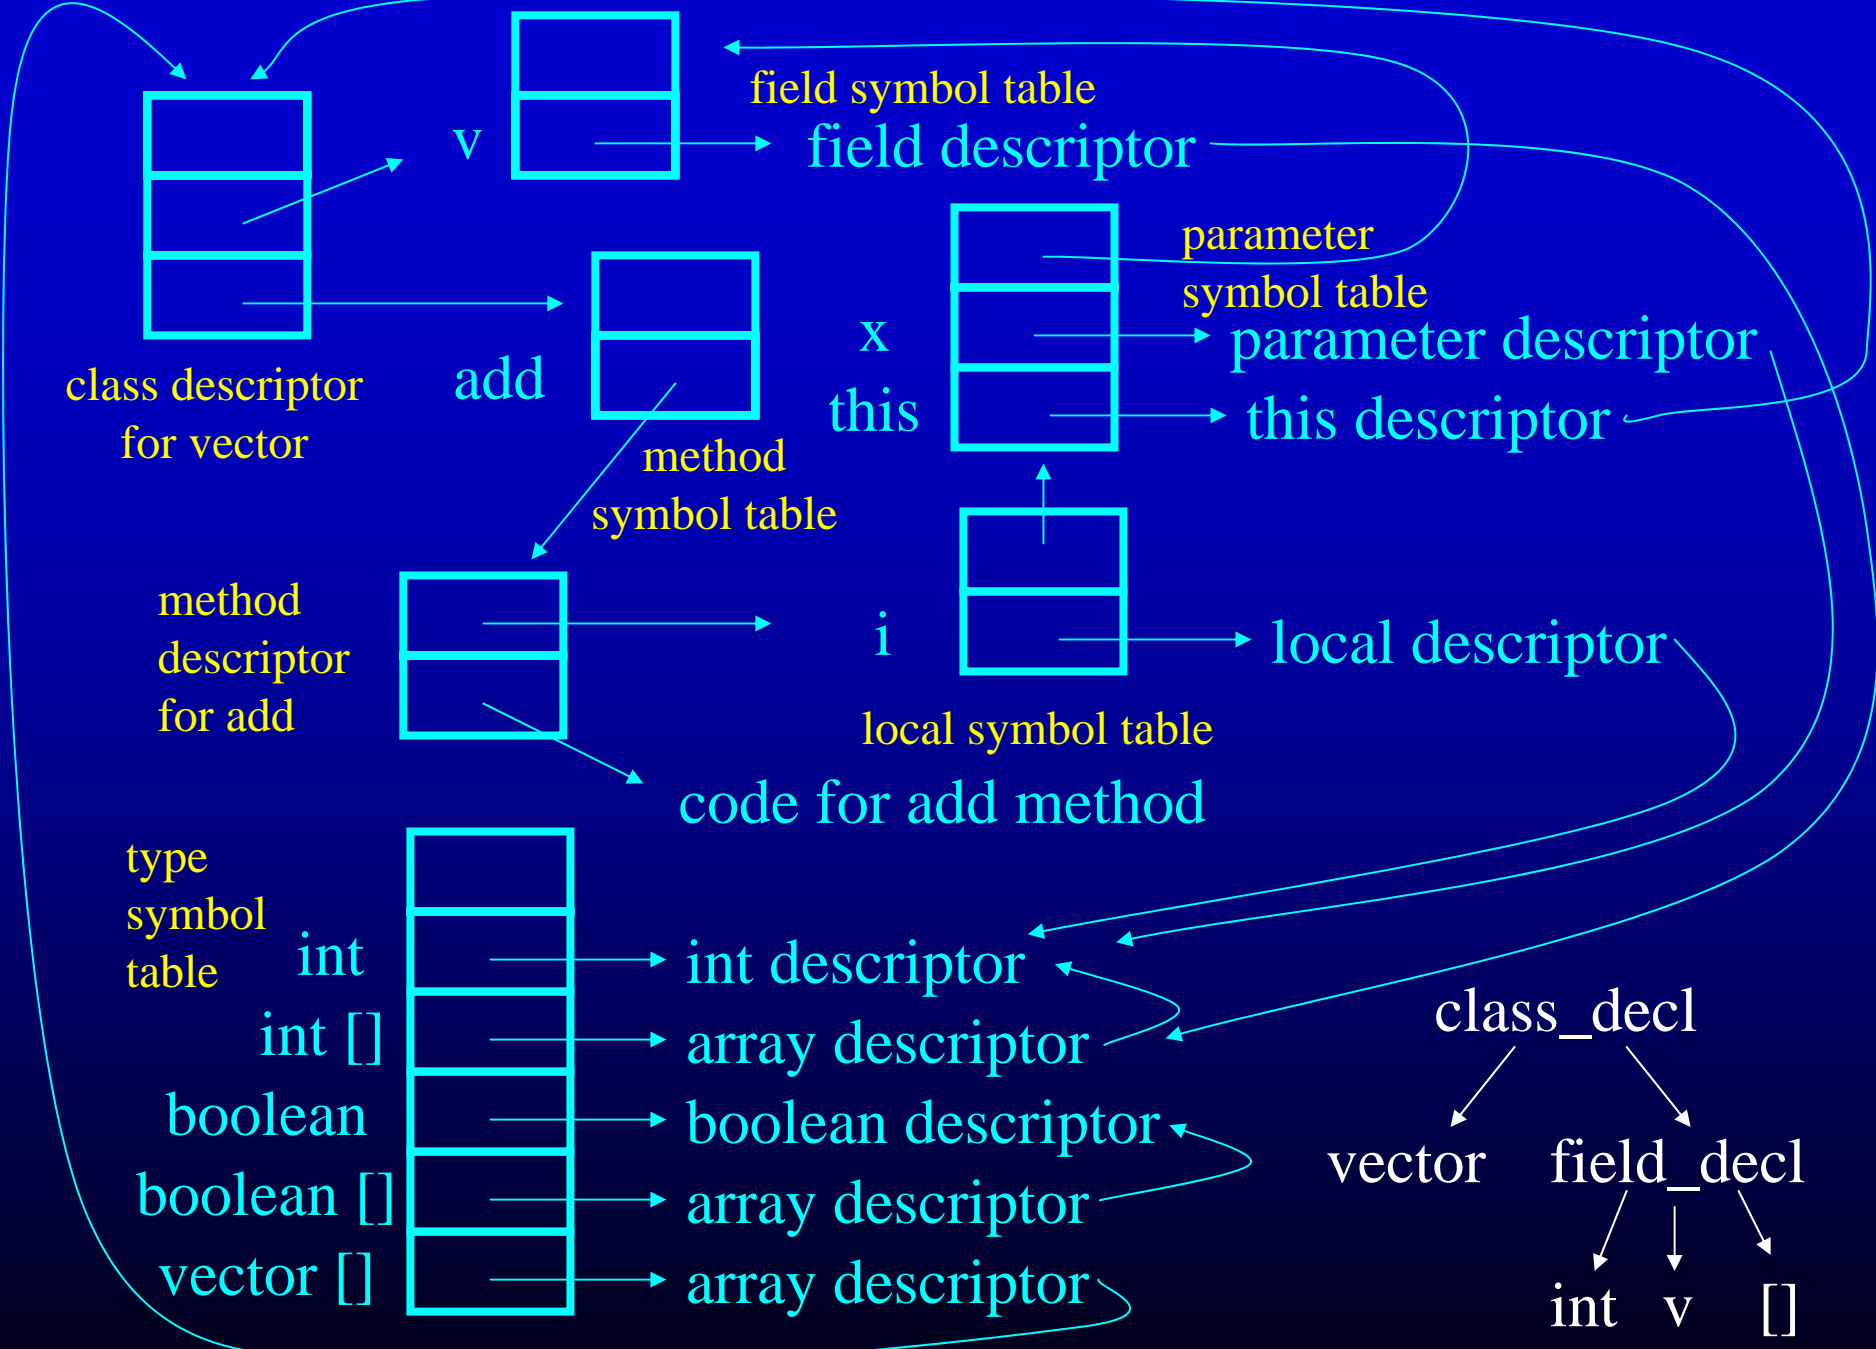 field symbol table
v
field descriptor
parameter
symbol table
x
parameter descriptor
class descriptor
for vector
add
this
this descriptor
method
symbol table
method
descriptor
for add
i
local descriptor
local symbol table
code for add method
type
symbol
table
int
int descriptor
int []
array descriptor
boolean
boolean descriptor
boolean []
array descriptor
vector []
array descriptor
class_decl
vector
field_decl
int
v
[]